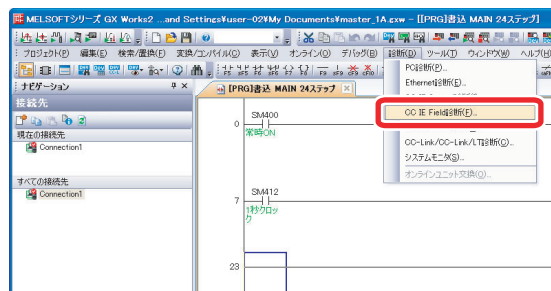 MELSOFTシリーズ GX Works2 ...and Settings¥user-02¥My Documents¥master_1A.gxw - [[PRG]書込 MAIN 24ステップ]
プロジェクト(P) 編集(E) 検索/置換(F) 変換/コンパイル(C) 表示(V) オンライン(O) デバッグ(B) 診断(D) ツール(T) ウィンドウ(W) ヘルプ(H)
PC診断(P)...
Ethernet診断(E)...
CC IE Field診断(F)...
CC-Link/CC-Link/LT診断(O)...
システムモニタ(S)...
オンラインユニット交換(O)...
ナビゲーション
接続先
現在の接続先
Connection1
すべての接続先
Connection1
[PRG]書込 MAIN 24ステップ
SM400
0
常時ON
SM412
7
1秒クロッ
ク
23